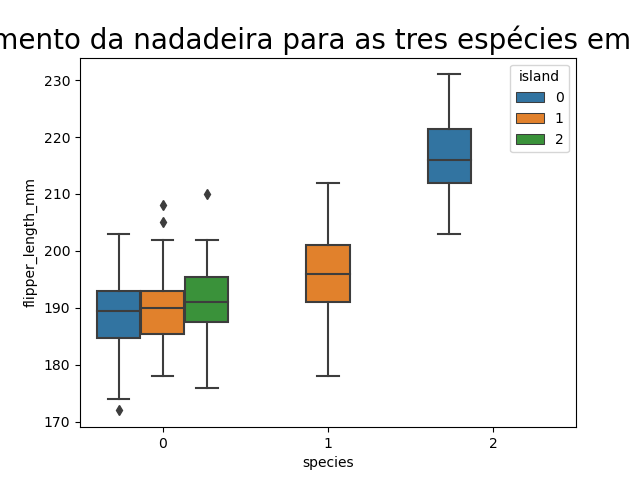 mento da nadadeira para as tres espécies em
island
0
1
2
230
220
210
200
190
180
170
flipper_length_mm
0 1 2
species